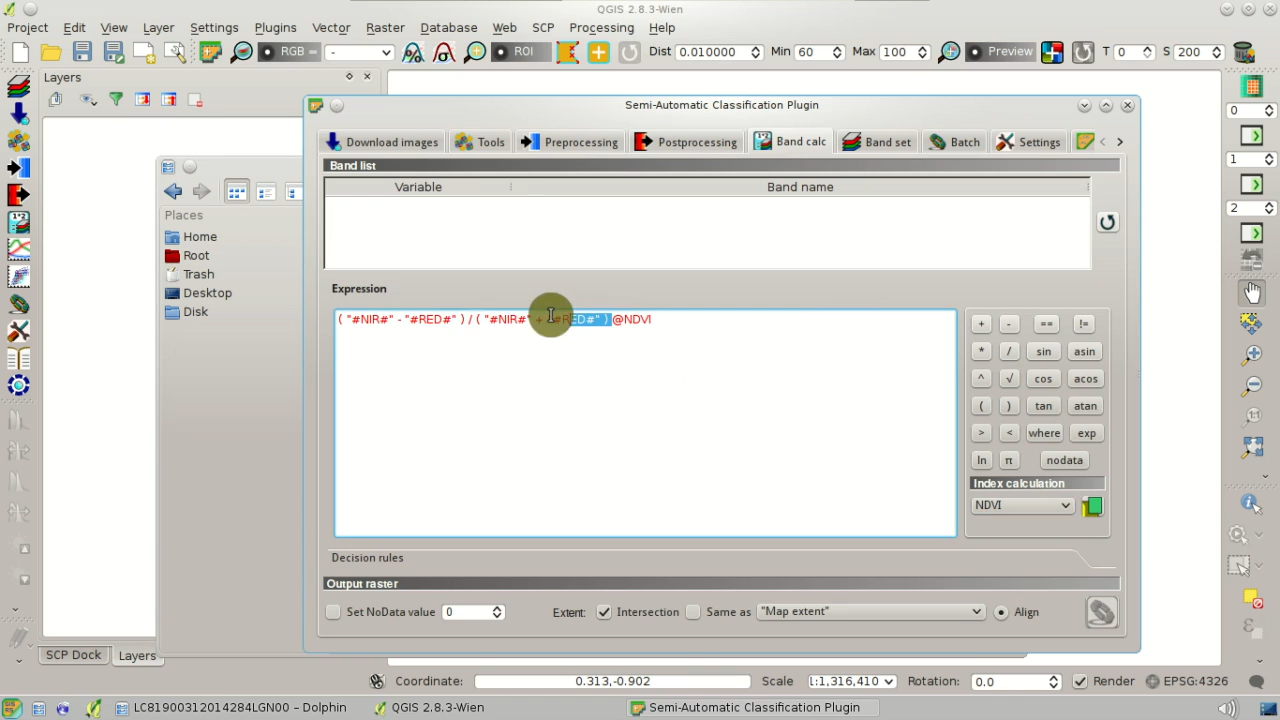 QGIS 2.8.3-Wien
Project Edit View Layer Settings Plugins Vector Raster Database Web SCP Processing Help
RGB = - ROI Dist 0.010000 Min 60 Max 100 Preview T 0 S 200
Layers
Semi-Automatic Classification Plugin
Download images Tools Preprocessing Postprocessing Band calc Band set Batch Settings
Band list
Variable Band name
0
1
2
Places
Home
Root
Trash
Desktop
Disk
Expression
( "#NIR#" - "#RED#" ) / ( "#NIR#" + "#RED#" ) @NDVI
+ - == !=
* / sin asin
^ √ cos acos
( ) tan atan
> < where exp
ln π nodata
Index calculation
NDVI
Decision rules
Output raster
Set NoData value 0 Extent: Intersection Same as "Map extent" Align
SCP Dock Layers
Coordinate: 0.313,-0.902 Scale 1:1,316,410 Rotation: 0.0 Render EPSG:4326
LC81900312014284LGN00 – Dolphin QGIS 2.8.3-Wien Semi-Automatic Classification Plugin